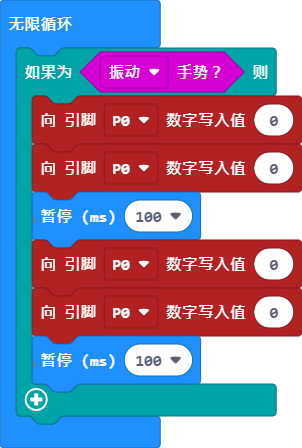 无限循环
如果为 振动 手势？ 则
向 引脚 P0 数字写入值 0
向 引脚 P0 数字写入值 0
暂停 (ms) 100
向 引脚 P0 数字写入值 0
向 引脚 P0 数字写入值 0
暂停 (ms) 100